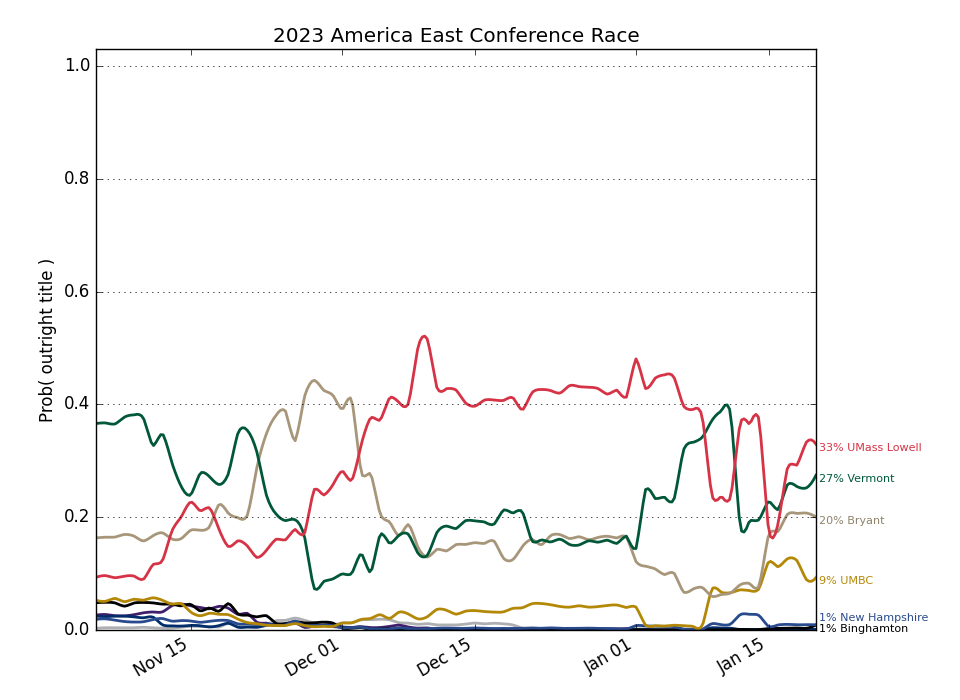 2023 America East Conference Race
Prob( outright title )
1.0
0.8
0.6
0.4
0.2
0.0
33% UMass Lowell
27% Vermont
20% Bryant
9% UMBC
1% New Hampshire
1% Binghamton
Nov 15
Dec 01
Dec 15
Jan 01
Jan 15